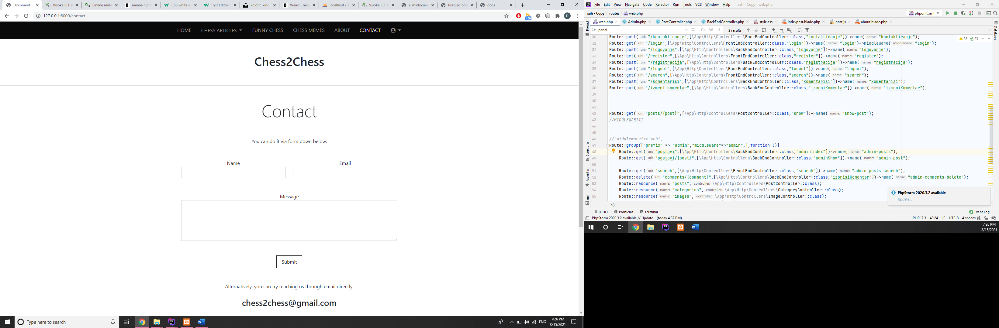 Document
Visoka ICT š
Online mate
meme-n.pn
CSS white-s
Tryit Editor v
knight, king,
Weird Chess
localhost / 1
Visoka ICT š
elkhsdocum
Pregled bod
docs
127.0.0.1:8000/contact
100
D
HOME CHESS ARTICLES FUNNY CHESS CHESS MEMES ABOUT CONTACT
Chess2Chess
Contact
You can do it via form down below:
Name Email
Message
Submit
Alternatively, you can try reaching us through email directly:
chess2chess@gmail.com
Type here to search
ENG
7:26 PM
3/15/2021
PS File Edit View Navigate Code Refactor Run Tools VCS Window Help sah - Copy - web.php
sah - Copy routes web.php
phpunit.xml
web.php Admin.php PostController.php BackEndController.php style.css indexpost.blade.php post.js about.blade.php
panel Cc W .* 2 results
36 23
30 Route::post( uri: "/kontaktiranje",[\App\Http\Controllers\BackEndController::class,"kontaktiranje"])->name( name: "kontaktiranje");
31 Route::get( uri: "/login",[\App\Http\Controllers\FrontEndController::class,"login"])->name( name: "login")->middleware( middleware: "login");
32 Route::post( uri: "/logovanje",[\App\Http\Controllers\BackEndController::class,"logovanje"])->name( name: "logovanje");
33 Route::get( uri: "/register",[\App\Http\Controllers\FrontEndController::class,"register"])->name( name: "register");
34 Route::post( uri: "/registracija",[\App\Http\Controllers\BackEndController::class,"registracija"])->name( name: "registracija");
35 Route::post( uri: "/logout",[\App\Http\Controllers\BackEndController::class,"logout"])->name( name: "logout");
36 Route::get( uri: "/search",[\App\Http\Controllers\FrontEndController::class,"search"])->name( name: "search");
37 Route::post( uri: "/komentarisi",[\App\Http\Controllers\BackEndController::class,"komentarisi"])->name( name: "komentarisi");
38 Route::put( uri: "/izmeni-komentar",[\App\Http\Controllers\BackEndController::class,"izmeniKomentar"])->name( name: "izmeniKomentar");
39
40
41
42 Route::get( uri: "posts/{post}",[\App\Http\Controllers\PostController::class,"show"])->name( name: "show-post");
43 //MIDDLEWARIII
44
45
46 //"middleware"=>"web",
47 Route::group(["prefix" => "admin","middleware"=>"admin",],function (){
48 Route::get( uri: "postovi",[\App\Http\Controllers\BackEndController::class,"adminIndex"])->name( name: "admin-posts");
49 Route::get( uri: "postovi/{post}",[\App\Http\Controllers\BackEndController::class,"adminShow"])->name( name: "admin-post");
50
51 Route::get( uri: "search",[\App\Http\Controllers\FrontEndController::class,"search"])->name( name: "admin-posts-search");
52 Route::delete( uri: "comments/{comment}",[\App\Http\Controllers\BackEndController::class,"izbrisiKomentar"])->name( name: "admin-comments-delete");
53 Route::resource( name: "posts", controller: \App\Http\Controllers\PostController::class);
54 Route::resource( name: "categories", controller: \App\Http\Controllers\CategoryController::class);
55 Route::resource( name: "images", controller: \App\Http\Controllers\ImageController::class);
λ()
PhpStorm 2020.3.2 available
Update...
Project
Structure
Favorites
npm
Database
TODO Problems Terminal 4 Event Log
PhpStorm 2020.3.2 available // Update... (today 4:37 PM) PHP: 7.3 48:24 LF UTF-8 4 spaces
7:26 PM
3/15/2021